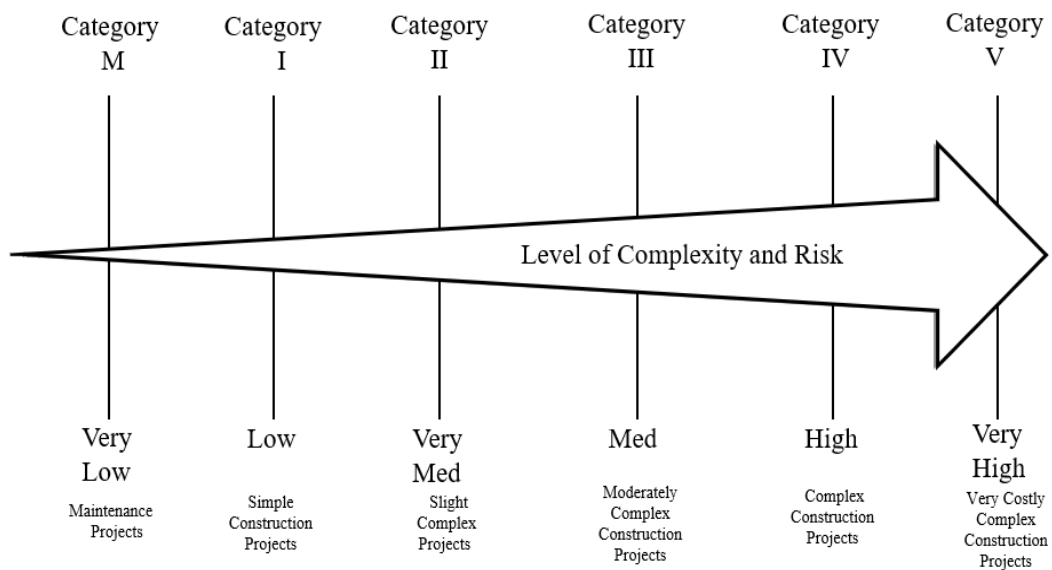 Category
M
Category
I
Category
II
Category
III
Category
IV
Category
V
Level of Complexity and Risk
Very
Low
Low
Very
Med
Med
High
Very
High
Maintenance
Projects
Simple
Construction
Projects
Slight
Complex
Projects
Moderately
Complex
Construction
Projects
Complex
Construction
Projects
Very Costly
Complex
Construction
Projects